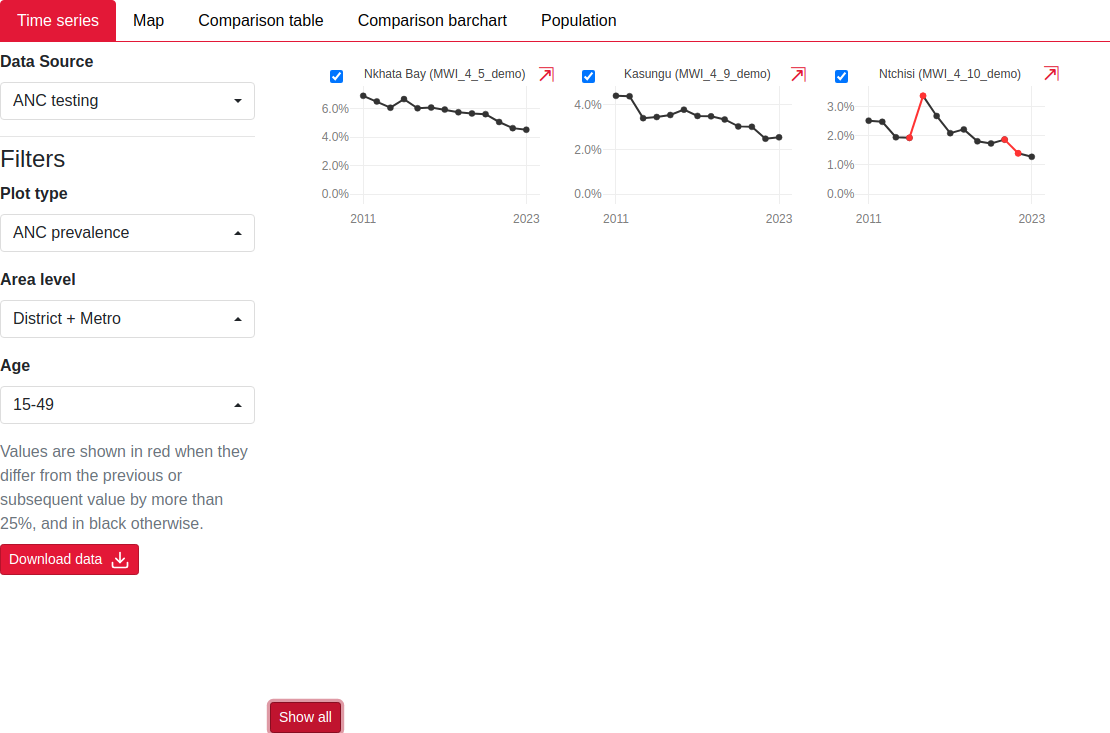 Time series Map Comparison table Comparison barchart Population
Data Source
ANC testing
Filters
Plot type
ANC prevalence
Area level
District + Metro
Age
15-49
Values are shown in red when they
differ from the previous or
subsequent value by more than
25%, and in black otherwise.
Download data
Nkhata Bay (MWI_4_5_demo)
6.0%
4.0%
2.0%
0.0%
2011 2023
Kasungu (MWI_4_9_demo)
4.0%
2.0%
0.0%
2011 2023
Ntchisi (MWI_4_10_demo)
3.0%
2.0%
1.0%
0.0%
2011 2023
Show all